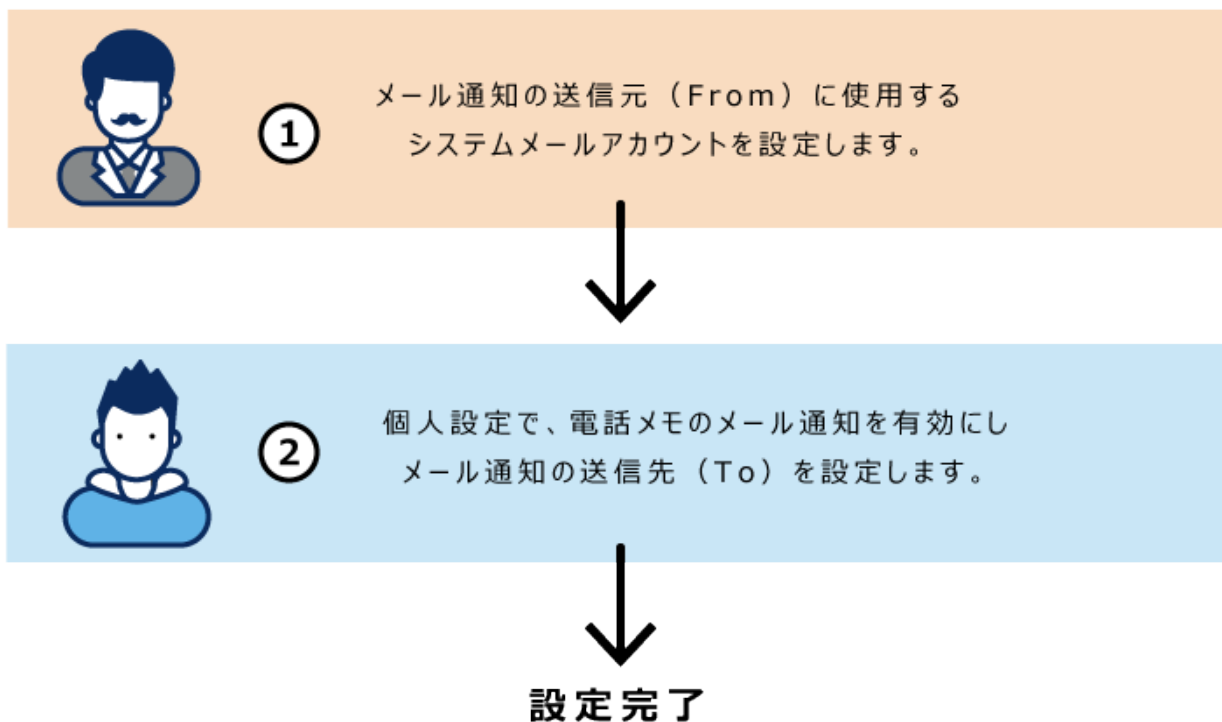 ①
メール通知の送信元（From）に使用する
システムメールアカウントを設定します。
②
個人設定で、電話メモのメール通知を有効にし
メール通知の送信先（To）を設定します。
設定完了